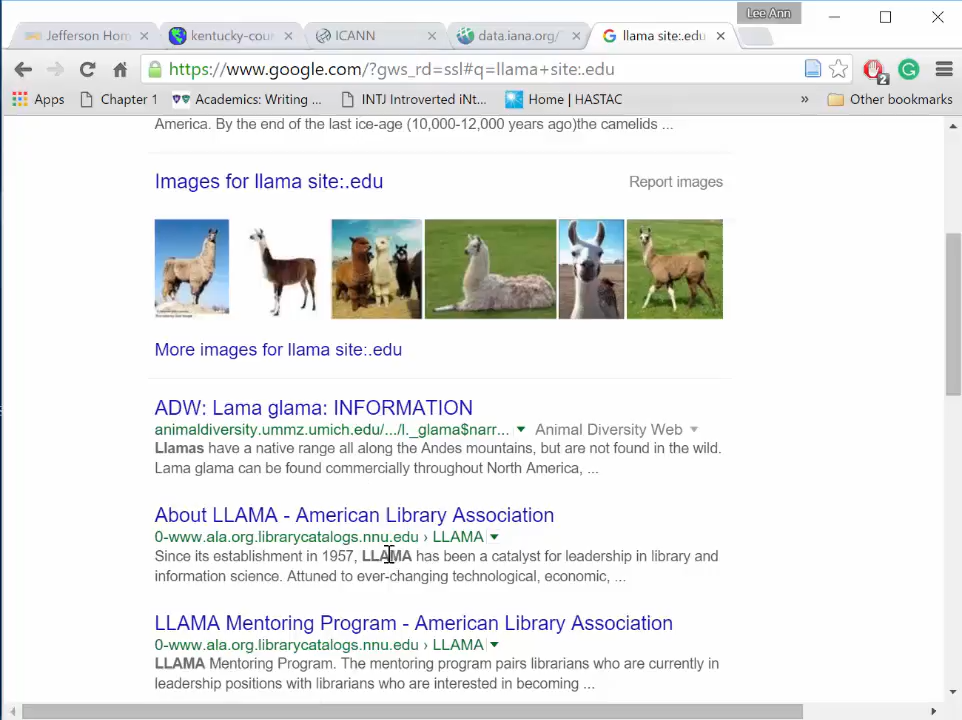 Lee Ann
Jefferson Hom
kentucky-cour
ICANN
data.iana.org/
llama site:.edu
https://www.google.com/?gws_rd=ssl#q=llama+site:.edu
2
Apps
Chapter 1
Academics: Writing ...
INTJ Introverted iNt...
Home | HASTAC
»
Other bookmarks
America. By the end of the last ice-age (10,000-12,000 years ago)the camelids ...
Images for llama site:.edu
Report images
More images for llama site:.edu
ADW: Lama glama: INFORMATION
animaldiversity.ummz.umich.edu/.../l._glama$narr... Animal Diversity Web
Llamas have a native range all along the Andes mountains, but are not found in the wild.
Lama glama can be found commercially throughout North America, ...
About LLAMA - American Library Association
0-www.ala.org.librarycatalogs.nnu.edu › LLAMA
Since its establishment in 1957, LLAMA has been a catalyst for leadership in library and
information science. Attuned to ever-changing technological, economic, ...
LLAMA Mentoring Program - American Library Association
0-www.ala.org.librarycatalogs.nnu.edu › LLAMA
LLAMA Mentoring Program. The mentoring program pairs librarians who are currently in
leadership positions with librarians who are interested in becoming ...